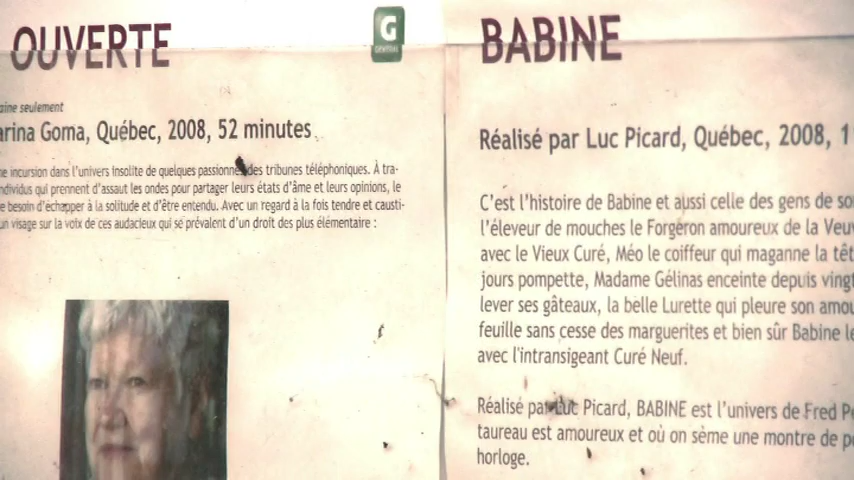 OUVERTE
G
GÉNÉRAL
seulement
Goma, Québec, 2008, 52 minutes
incursion dans l'univers insolite de quelques passionnés des tribunes téléphoniques. À tra-
ndividus qui prennent d'assaut les ondes pour partager leurs états d'âme et leurs opinions, le
besoin d'échapper à la solitude et d'être entendu. Avec un regard à la fois tendre et causti-
un visage sur la voix de ces audacieux qui se prévalent d'un droit des plus élémentaire :
BABINE
Réalisé par Luc Picard, Québec, 2008, 1
C'est l'histoire de Babine et aussi celle des gens de so
l'éleveur de mouches le Forgeron amoureux de la Veuv
avec le Vieux Curé, Méo le coiffeur qui maganne la têt
jours pompette, Madame Gélinas enceinte depuis vingt
lever ses gâteaux, la belle Lurette qui pleure son amou
feuille sans cesse des marguerites et bien sûr Babine le
avec l'intransigeant Curé Neuf.
Réalisé par Luc Picard, BABINE est l'univers de Fred Pe
taureau est amoureux et où on sème une montre de po
horloge.